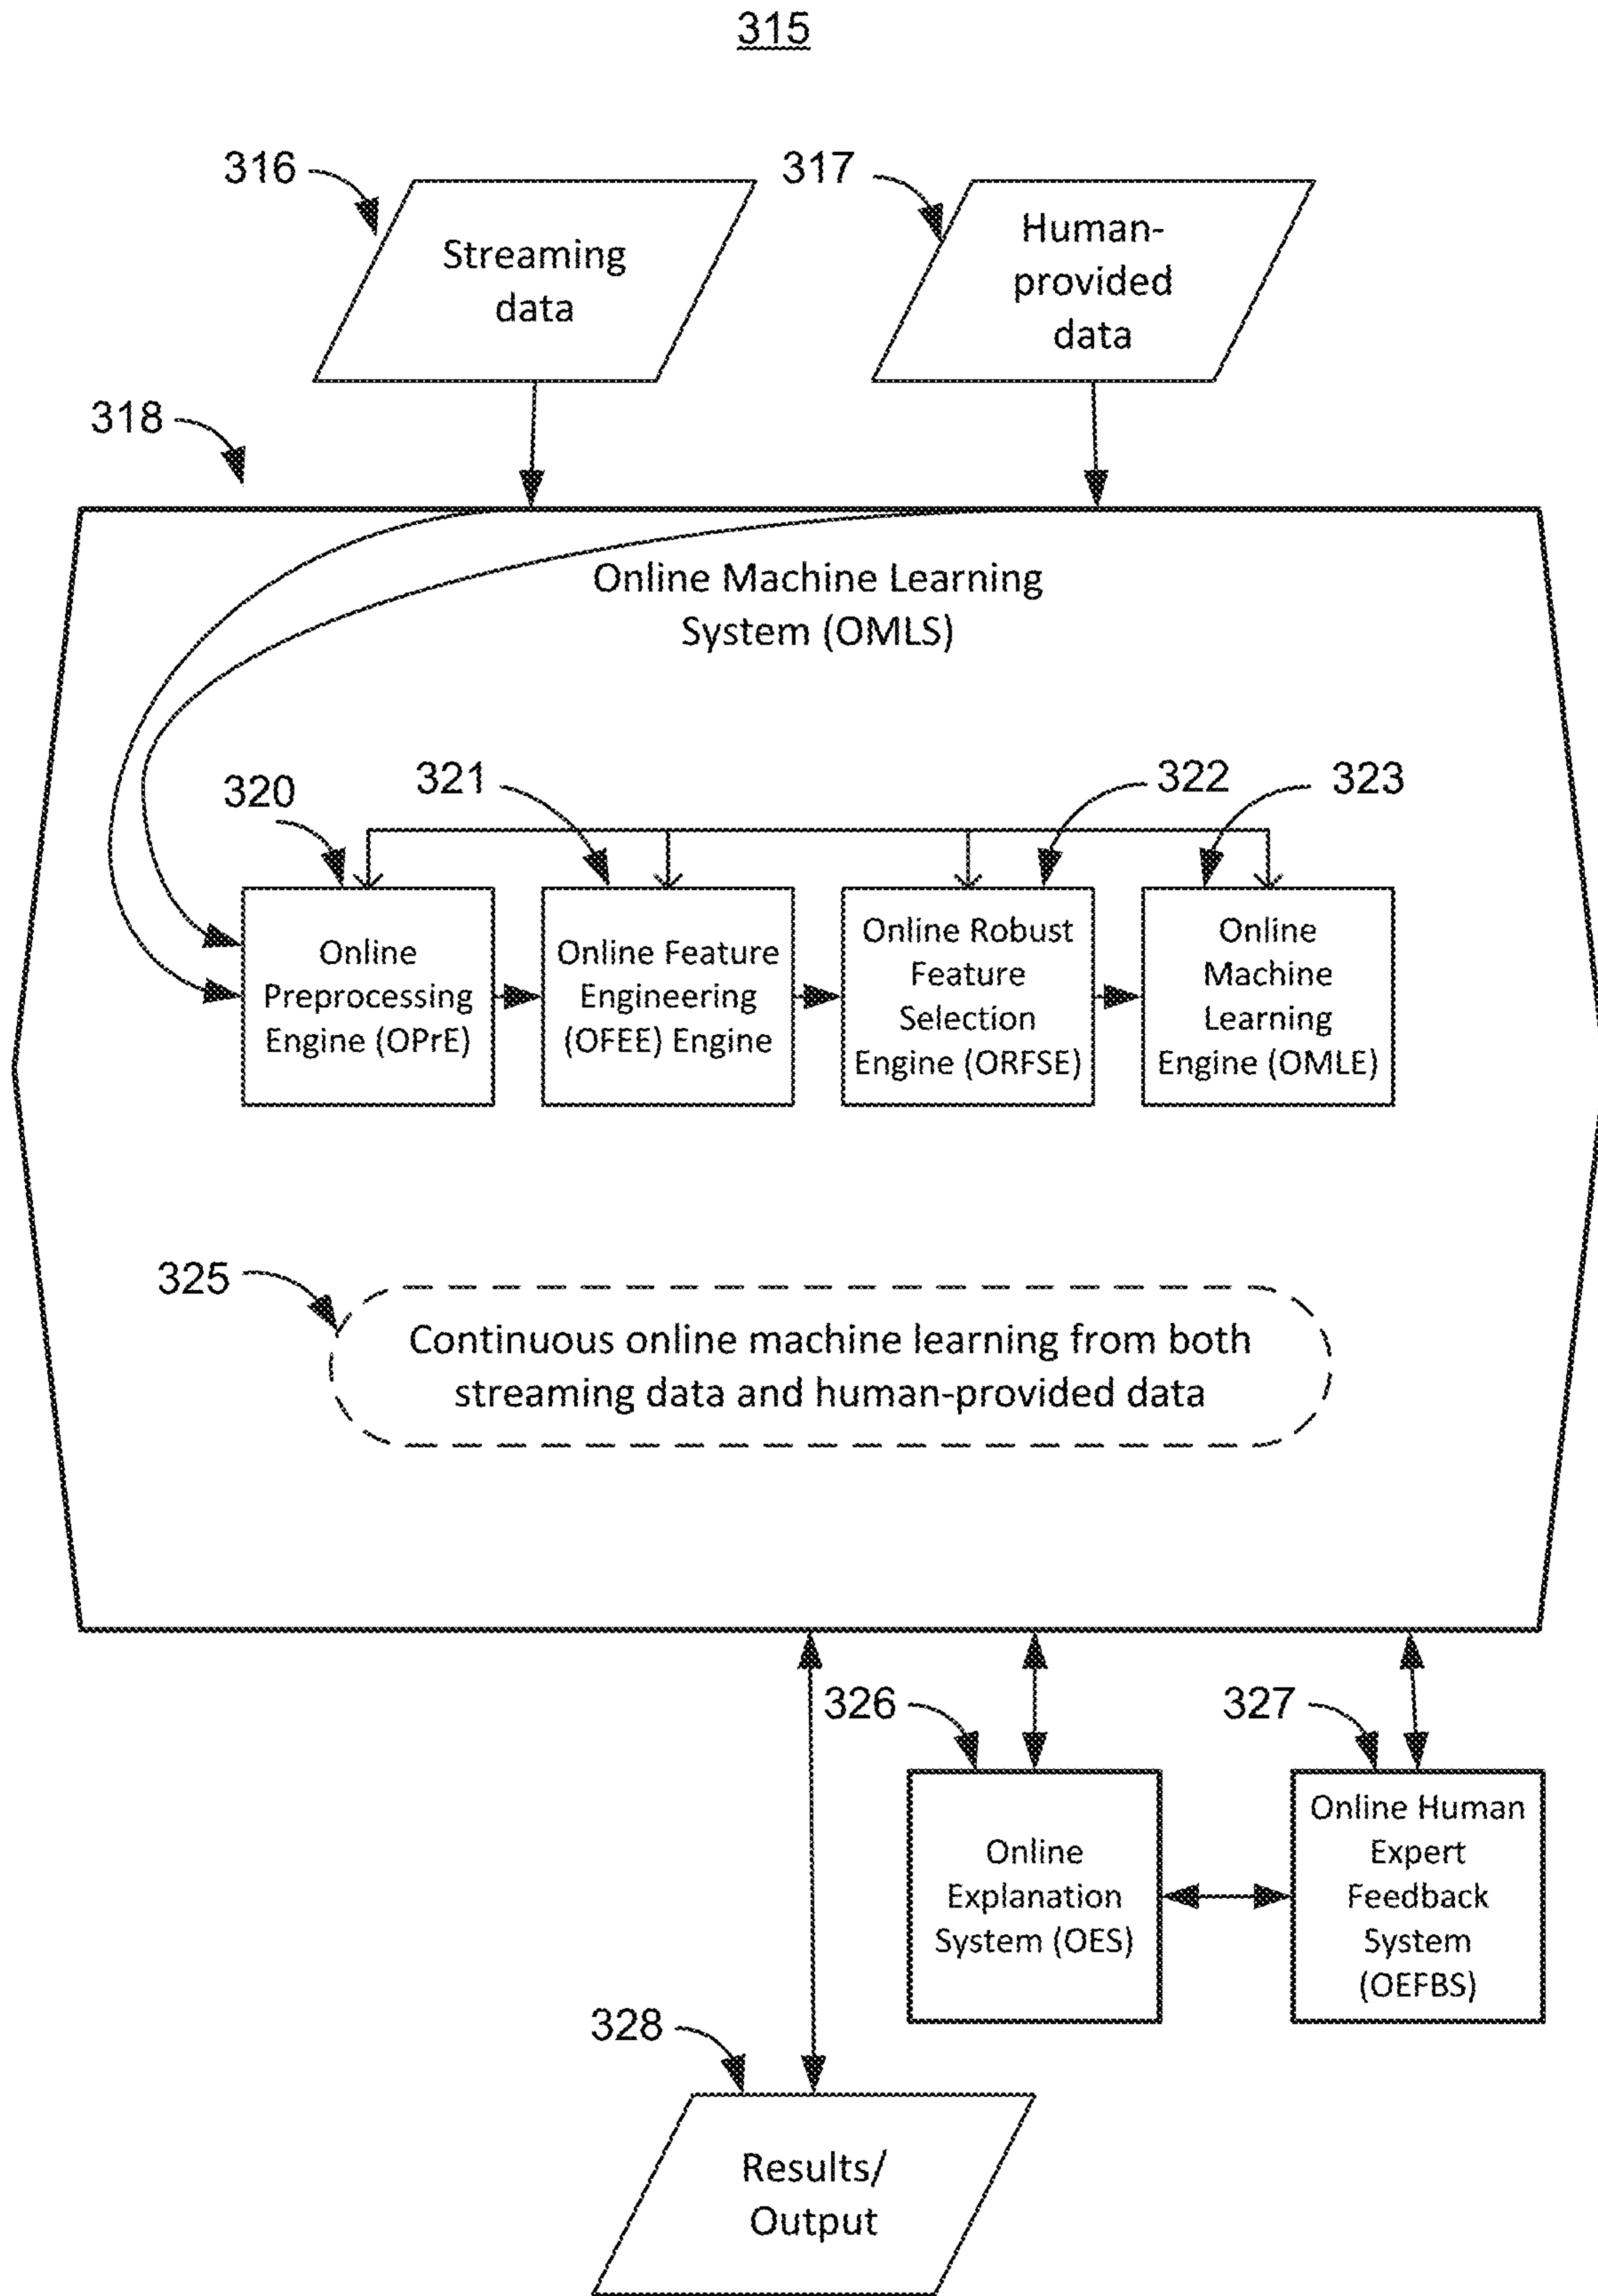 315
316
Streaming
data
317
Human-
provided
data
318
Online Machine Learning
System (OMLS)
320
321
322
323
Online
Preprocessing
Engine (OPrE)
Online Feature
Engineering
(OFEE) Engine
Online Robust
Feature
Selection
Engine (ORFSE)
Online
Machine
Learning
Engine (OMLE)
325
Continuous online machine learning from both
streaming data and human-provided data
326
327
Online
Explanation
System (OES)
Online Human
Expert
Feedback
System
(OEFBS)
328
Results/
Output